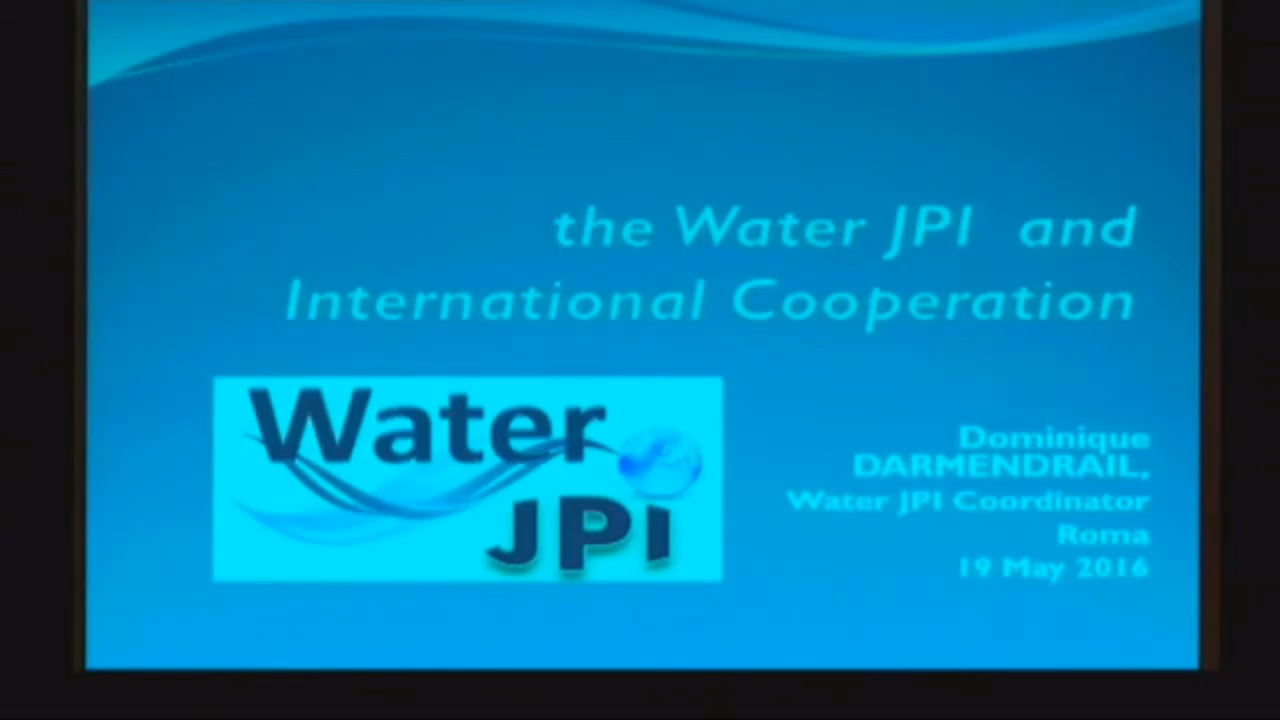 the Water JPI and
International Cooperation
Water
JPI
Dominique
DARMENDRAIL,
Water JPI Coordinator
Roma
19 May 2016